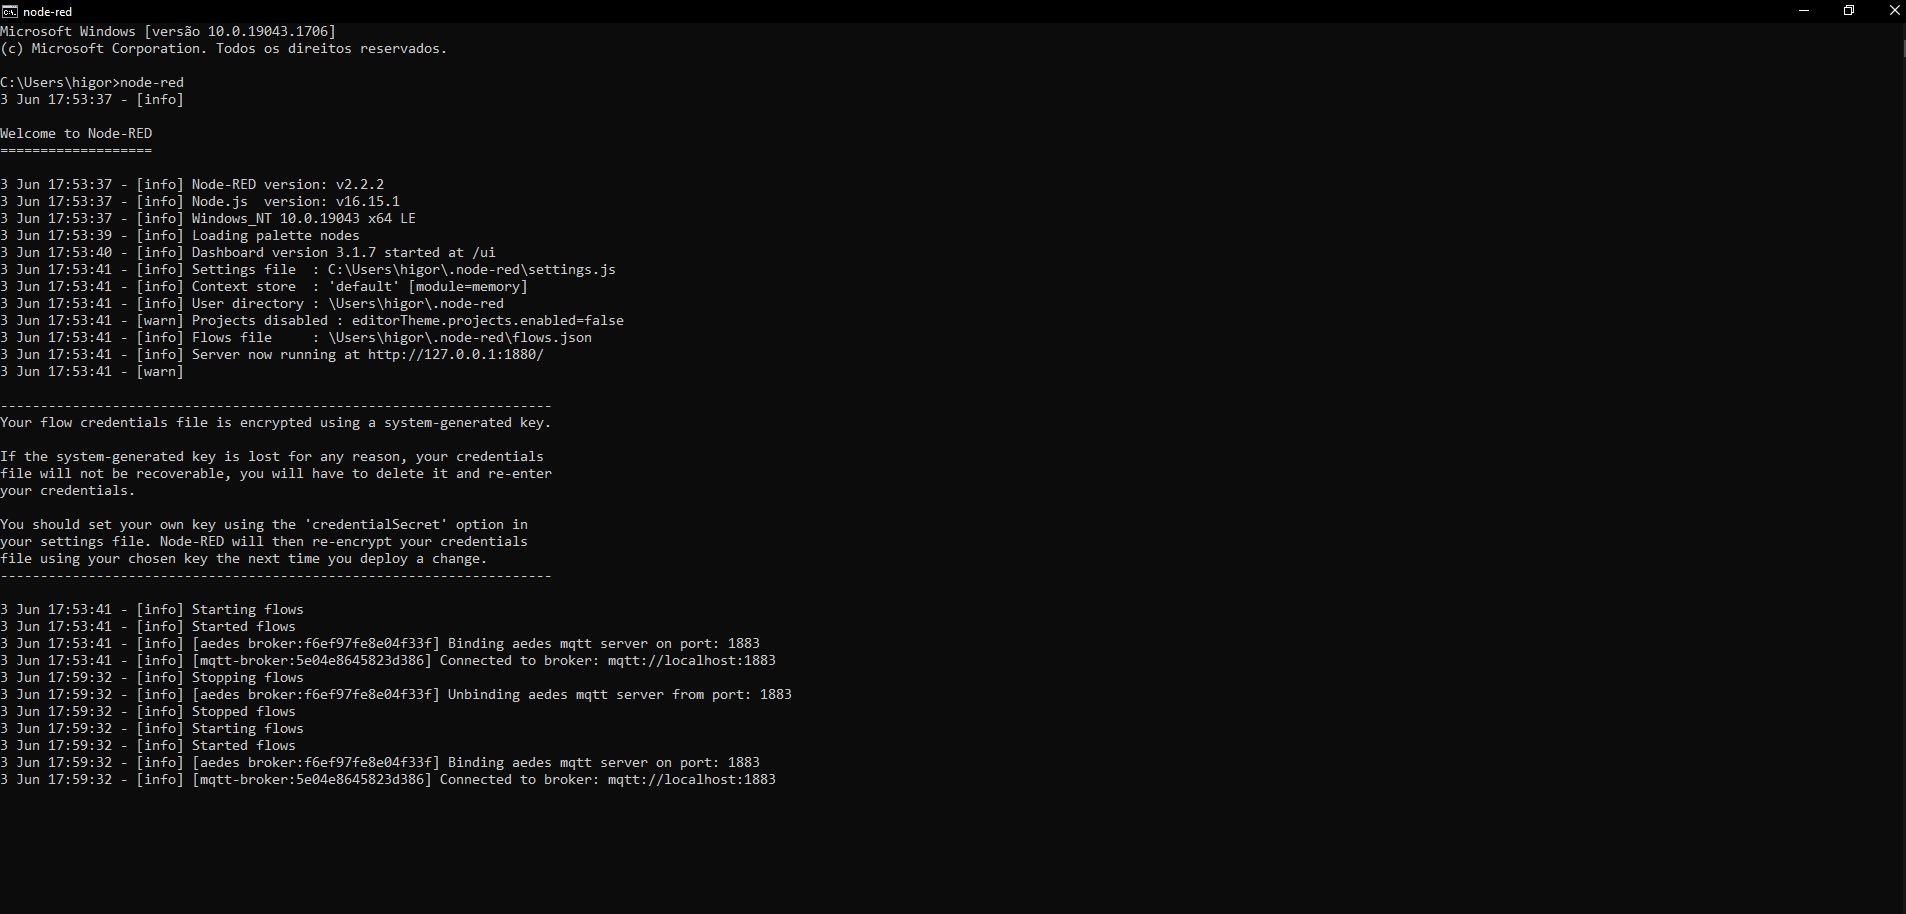 node-red
Microsoft Windows [versão 10.0.19043.1706]
(c) Microsoft Corporation. Todos os direitos reservados.
C:\Users\higor>node-red
3 Jun 17:53:37 - [info]
Welcome to Node-RED
===================
3 Jun 17:53:37 - [info] Node-RED version: v2.2.2
3 Jun 17:53:37 - [info] Node.js  version: v16.15.1
3 Jun 17:53:37 - [info] Windows_NT 10.0.19043 x64 LE
3 Jun 17:53:39 - [info] Loading palette nodes
3 Jun 17:53:40 - [info] Dashboard version 3.1.7 started at /ui
3 Jun 17:53:41 - [info] Settings file  : C:\Users\higor\.node-red\settings.js
3 Jun 17:53:41 - [info] Context store  : 'default' [module=memory]
3 Jun 17:53:41 - [info] User directory : \Users\higor\.node-red
3 Jun 17:53:41 - [warn] Projects disabled : editorTheme.projects.enabled=false
3 Jun 17:53:41 - [info] Flows file     : \Users\higor\.node-red\flows.json
3 Jun 17:53:41 - [info] Server now running at http://127.0.0.1:1880/
3 Jun 17:53:41 - [warn]
---------------------------------------------------------------------
Your flow credentials file is encrypted using a system-generated key.
If the system-generated key is lost for any reason, your credentials
file will not be recoverable, you will have to delete it and re-enter
your credentials.
You should set your own key using the 'credentialSecret' option in
your settings file. Node-RED will then re-encrypt your credentials
file using your chosen key the next time you deploy a change.
---------------------------------------------------------------------
3 Jun 17:53:41 - [info] Starting flows
3 Jun 17:53:41 - [info] Started flows
3 Jun 17:53:41 - [info] [aedes broker:f6ef97fe8e04f33f] Binding aedes mqtt server on port: 1883
3 Jun 17:53:41 - [info] [mqtt-broker:5e04e8645823d386] Connected to broker: mqtt://localhost:1883
3 Jun 17:59:32 - [info] Stopping flows
3 Jun 17:59:32 - [info] [aedes broker:f6ef97fe8e04f33f] Unbinding aedes mqtt server from port: 1883
3 Jun 17:59:32 - [info] Stopped flows
3 Jun 17:59:32 - [info] Starting flows
3 Jun 17:59:32 - [info] Started flows
3 Jun 17:59:32 - [info] [aedes broker:f6ef97fe8e04f33f] Binding aedes mqtt server on port: 1883
3 Jun 17:59:32 - [info] [mqtt-broker:5e04e8645823d386] Connected to broker: mqtt://localhost:1883